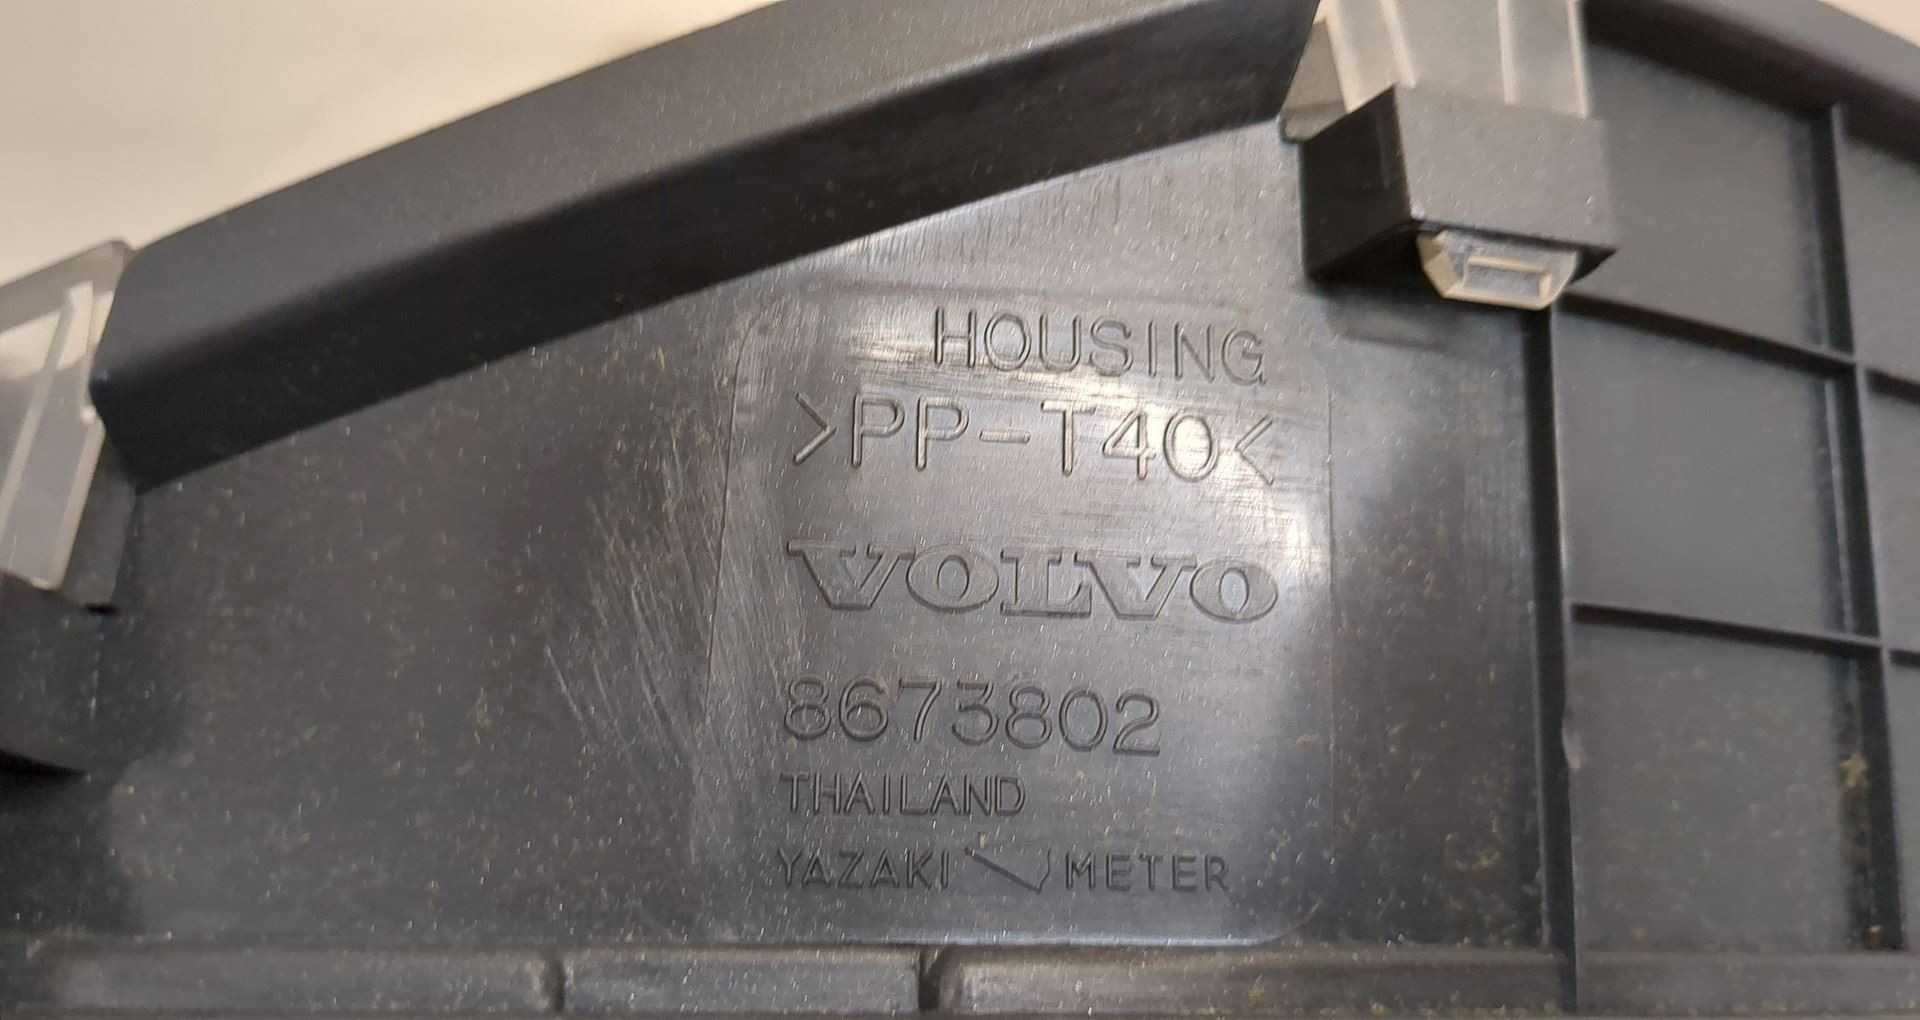 HOUSING
>PP-T40<
VOLVO
8673802
THAILAND
YAZAKI METER